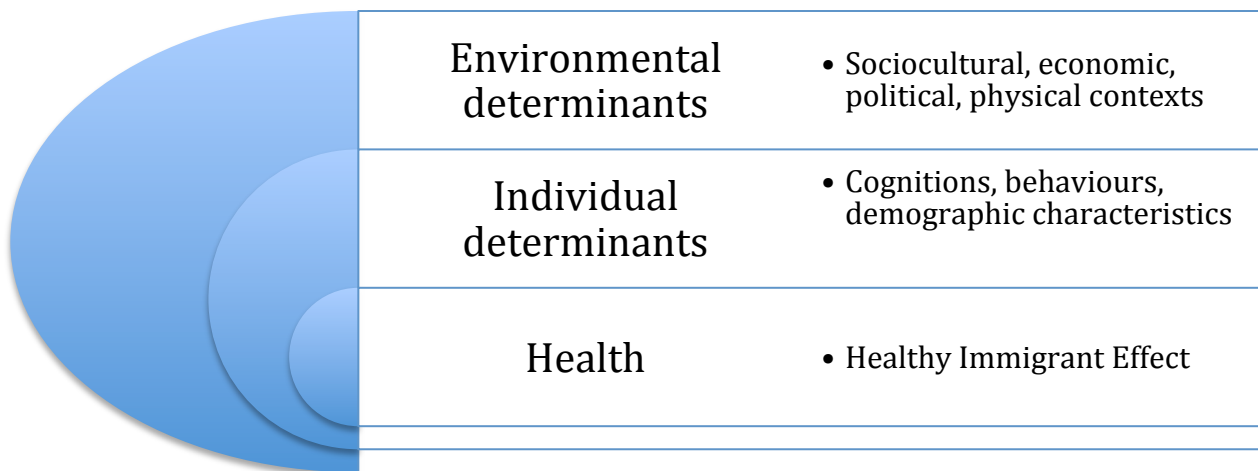 Environmental
determinants
• Sociocultural, economic,
political, physical contexts
Individual
determinants
• Cognitions, behaviours,
demographic characteristics
Health
• Healthy Immigrant Effect